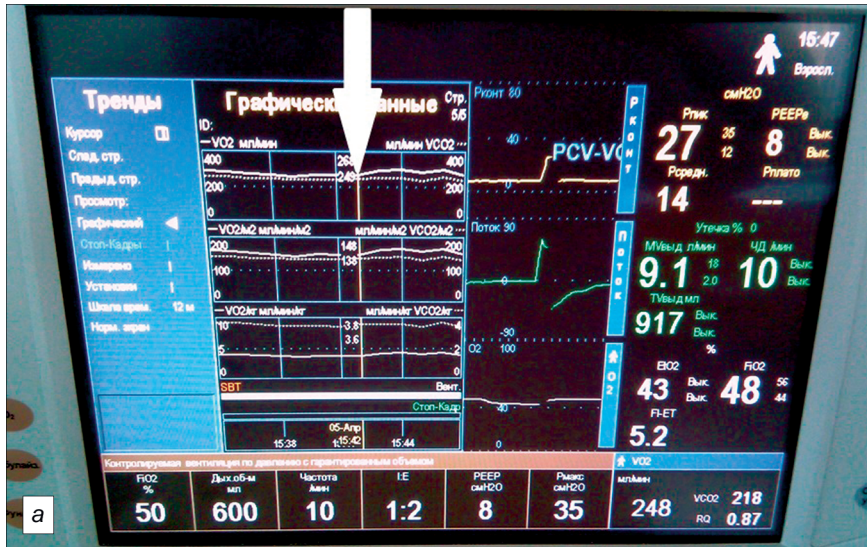 15:47
Взросл.
Тренды
Курсор
След. стр.
Предыд. стр.
Просмотр:
Графический
Стоп-Кадры
Измерено
Установки
Шкала врем. 12 м
Норм. экран
Стр.
5/5
ID:
VO2 мл/мин мл/мин VCO2
400 400
249
200 200
0 0
VO2/м2 мл/мин/м2 мл/мин/м2 VCO2/м2
200 148 200
138
100 100
0 0
VO2/кг мл/мин/кг мл/мин/кг VCO2/кг
10 3.8 4
3.6
5 2
0 0
SBT Вент.
Стоп-Кадр
05-Апр
15:38 15:42 15:44
Рконт 80
40
PCV-VG
0
Поток 90
0
-90
O2 100
40
0
Р КОНТ
Поток
O2
смH2O
Рпик PEEPe
27 35 12 8 Вык. Вык.
Рсредн. Рплато
14 ---
Утечка % 0
MVвыд л/мин ЧД /мин
9.1 18 2.0 10 Вык. Вык.
TVвыд мл
917 Вык. Вык.
%
EtO2 FiO2
43 Вык. Вык. 48 56 44
FI-ET
5.2
Контролируемая вентиляция по давлению с гарантированным объемом
FiO2 % 50
Дых.об-м мл 600
Частота /мин 10
I:E 1:2
PEEP смH2O 8
Рмакс смH2O 35
VO2
мл/мин
248
VCO2 218
RQ 0.87
а